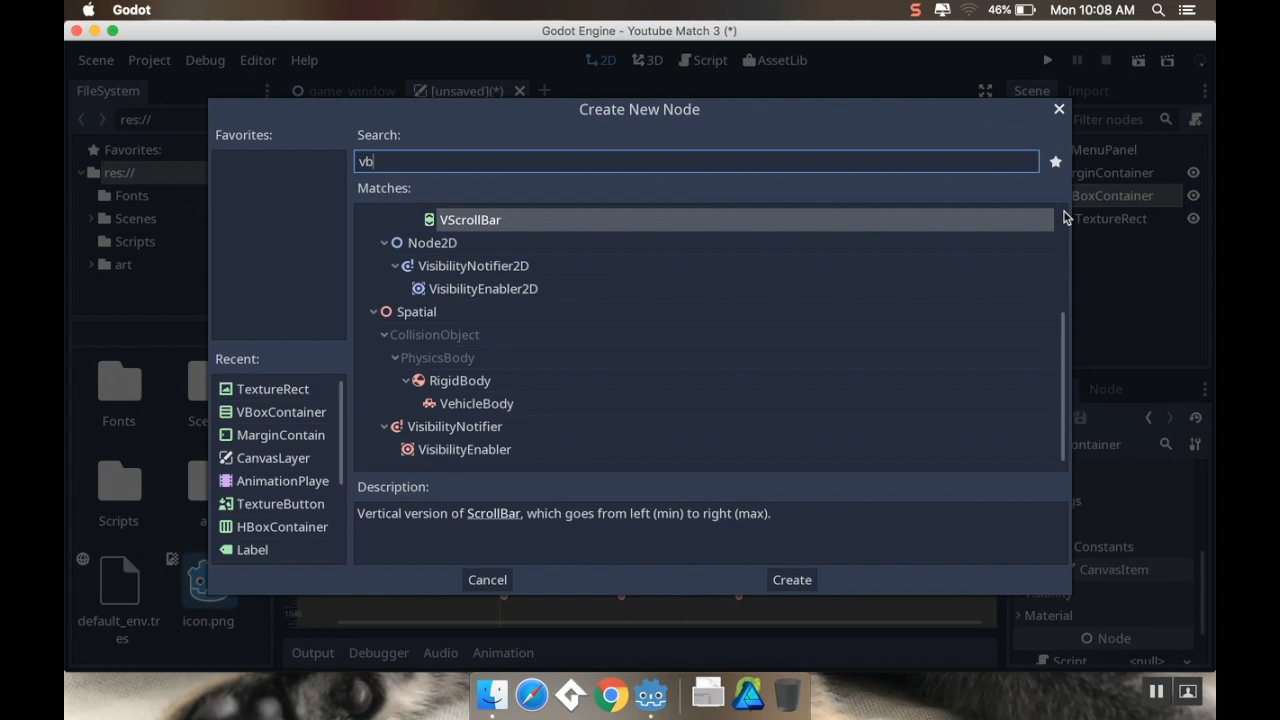 Godot
46%
Mon 10:08 AM
Godot Engine - Youtube Match 3 (*)
Scene Project Debug Editor Help
2D 3D Script AssetLib
FileSystem
game_window
[unsaved](*)
Scene Import
Create New Node
res://
Filter nodes
Favorites:
Search:
Favorites:
vb
MenuPanel
res://
Matches:
rginContainer
Fonts
BoxContainer
Scenes
VScrollBar
TextureRect
Scripts
Node2D
art
VisibilityNotifier2D
VisibilityEnabler2D
Spatial
CollisionObject
PhysicsBody
Recent:
RigidBody
TextureRect
VehicleBody
Node
VBoxContainer
VisibilityNotifier
Fonts
Sce
MarginContain
VisibilityEnabler
ontainer
CanvasLayer
AnimationPlaye
Description:
TextureButton
Vertical version of ScrollBar, which goes from left (min) to right (max).
Scripts
a
HBoxContainer
Constants
Label
CanvasItem
Cancel
Create
default_env.tr
es
icon.png
1640
Material
Node
Output Debugger Audio Animation
Script <null>